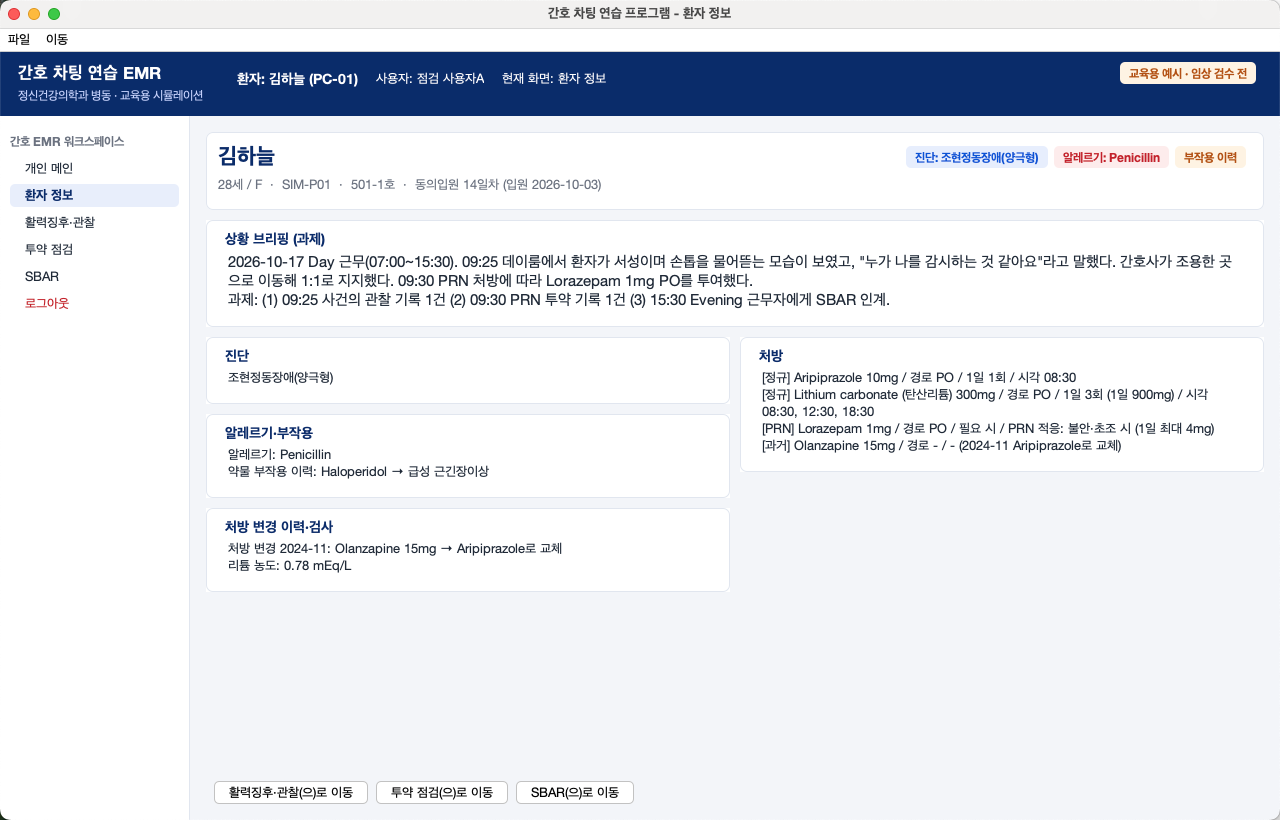 간호 차팅 연습 프로그램 - 환자 정보
파일 이동
간호 차팅 연습 EMR
정신건강의학과 병동 · 교육용 시뮬레이션
환자: 김하늘 (PC-01) 사용자: 점검 사용자A 현재 화면: 환자 정보
교육용 예시 · 임상 검수 전
간호 EMR 워크스페이스
개인 메인
환자 정보
활력징후·관찰
투약 점검
SBAR
로그아웃
김하늘
28세 / F · SIM-P01 · 501-1호 · 동의입원 14일차 (입원 2026-10-03)
진단: 조현정동장애(양극형) 알레르기: Penicillin 부작용 이력
상황 브리핑 (과제)
2026-10-17 Day 근무(07:00~15:30). 09:25 데이룸에서 환자가 서성이며 손톱을 물어뜯는 모습이 보였고, "누가 나를 감시하는 것 같아요"라고 말했다. 간호사가 조용한 곳
으로 이동해 1:1로 지지했다. 09:30 PRN 처방에 따라 Lorazepam 1mg PO를 투여했다.
과제: (1) 09:25 사건의 관찰 기록 1건 (2) 09:30 PRN 투약 기록 1건 (3) 15:30 Evening 근무자에게 SBAR 인계.
진단
조현정동장애(양극형)
알레르기·부작용
알레르기: Penicillin
약물 부작용 이력: Haloperidol → 급성 근긴장이상
처방 변경 이력·검사
처방 변경 2024-11: Olanzapine 15mg → Aripiprazole로 교체
리튬 농도: 0.78 mEq/L
처방
[정규] Aripiprazole 10mg / 경로 PO / 1일 1회 / 시각 08:30
[정규] Lithium carbonate (탄산리튬) 300mg / 경로 PO / 1일 3회 (1일 900mg) / 시각
08:30, 12:30, 18:30
[PRN] Lorazepam 1mg / 경로 PO / 필요 시 / PRN 적응: 불안·초조 시 (1일 최대 4mg)
[과거] Olanzapine 15mg / 경로 - / - (2024-11 Aripiprazole로 교체)
활력징후·관찰(으)로 이동 투약 점검(으)로 이동 SBAR(으)로 이동